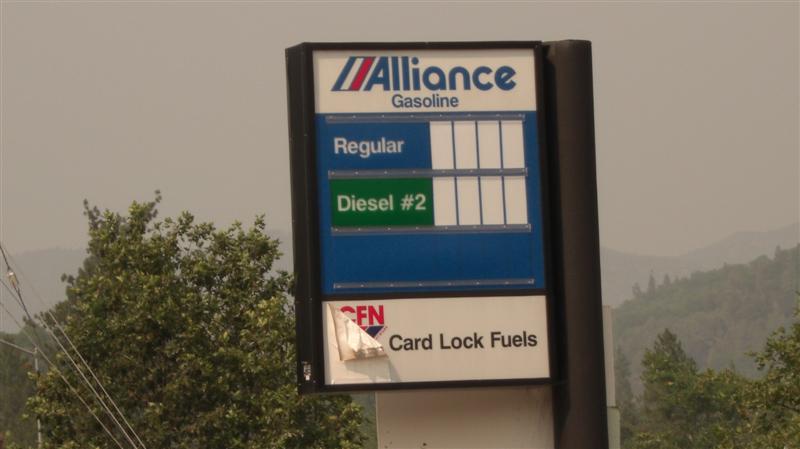 Alliance
Gasoline
Regular
Diesel #2
CFN
Card Lock Fuels